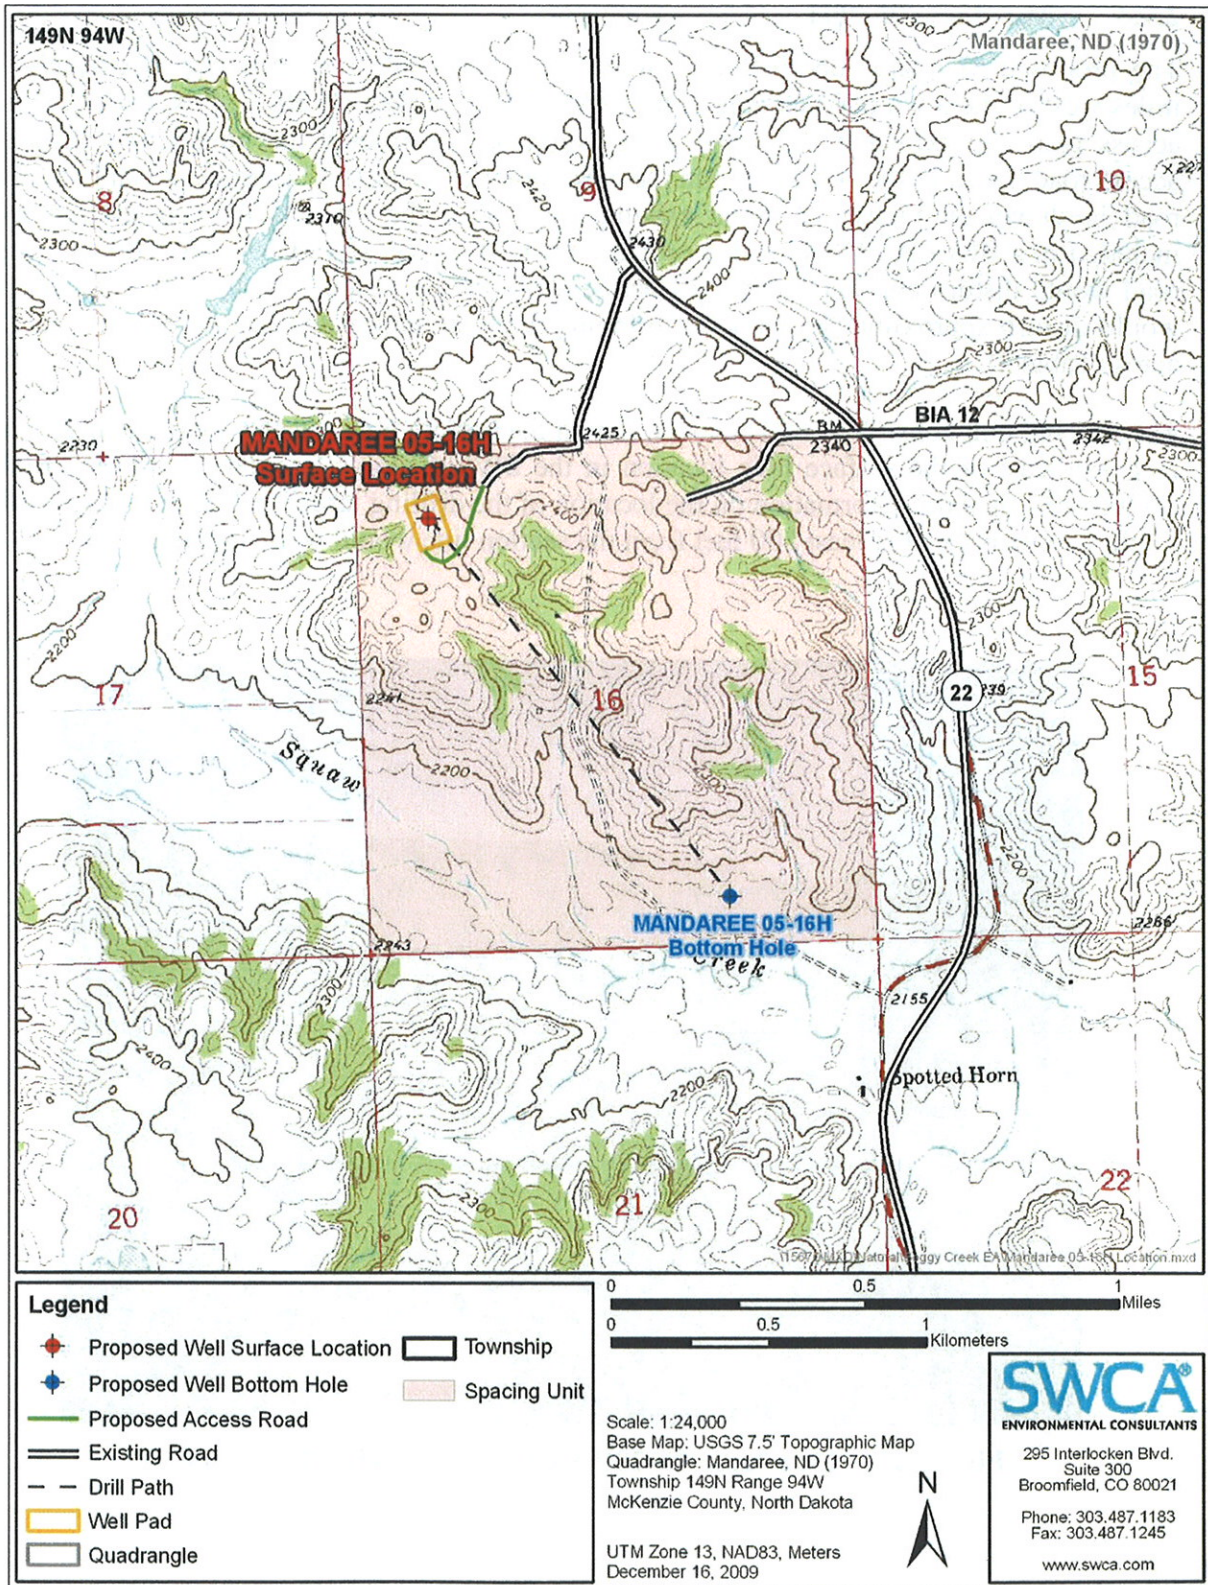 149N 94W
Mandaree, ND (1970)
2300
2300
8
2310
2300
2420
9
2430
2400
10
2300
BIA 12
2342
2300
2230
MANDAREE 05-16H
Surface Location
2425
BM
2340
2400
2200
17
2241
16
2300
22
239
15
Squaw
2200
2300
2200
MANDAREE 05-16H
Bottom Hole
Creek
2243
2266
2155
2300
2400
2200
Spotted Horn
20
2300
21
22
Legend
Proposed Well Surface Location
Proposed Well Bottom Hole
Proposed Access Road
Existing Road
Drill Path
Well Pad
Quadrangle
Township
Spacing Unit
0 0.5 1
Miles
0 0.5 1
Kilometers
Scale: 1:24,000
Base Map: USGS 7.5' Topographic Map
Quadrangle: Mandaree, ND (1970)
Township 149N Range 94W
McKenzie County, North Dakota
UTM Zone 13, NAD83, Meters
December 16, 2009
N
SWCA®
ENVIRONMENTAL CONSULTANTS
295 Interlocken Blvd.
Suite 300
Broomfield, CO 80021
Phone: 303.487.1183
Fax: 303.487.1245
www.swca.com